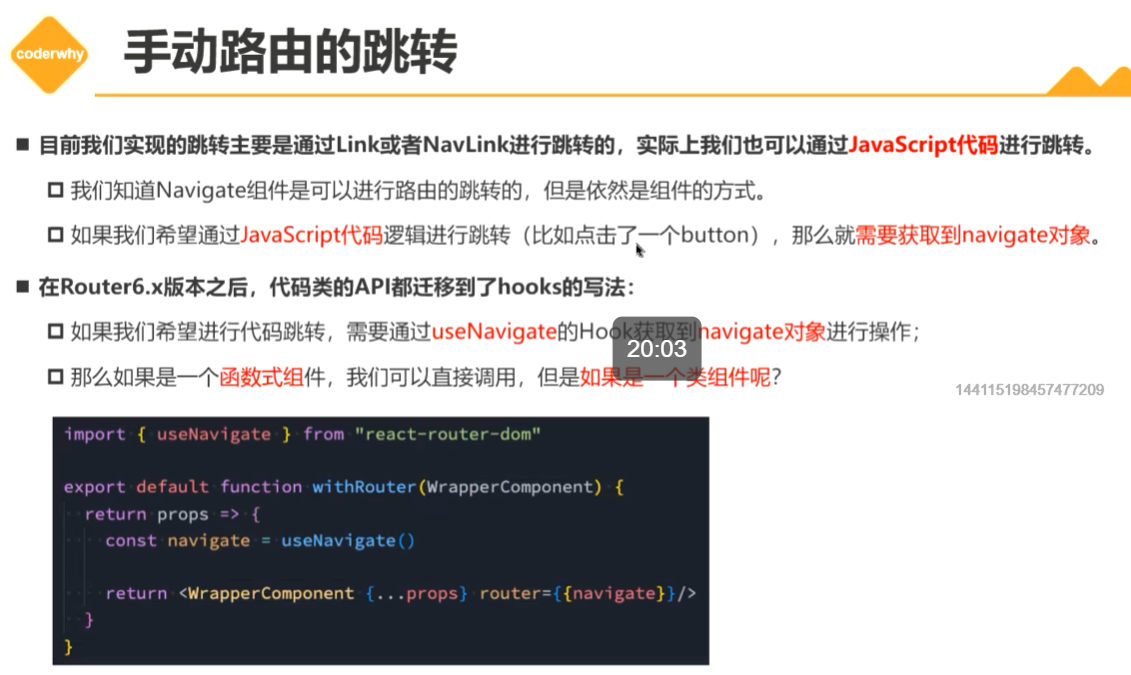 coderwhy
手动路由的跳转
目前我们实现的跳转主要是通过Link或者NavLink进行跳转的，实际上我们也可以通过JavaScript代码进行跳转。
我们知道Navigate组件是可以进行路由的跳转的，但是依然是组件的方式。
如果我们希望通过JavaScript代码逻辑进行跳转（比如点击了一个button），那么就需要获取到navigate对象。
在Router6.x版本之后，代码类的API都迁移到了hooks的写法：
如果我们希望进行代码跳转，需要通过useNavigate的Hook获取到navigate对象进行操作；
20:03
那么如果是一个函数式组件，我们可以直接调用，但是如果是一个类组件呢？
144115198457477209
import { useNavigate } from "react-router-dom"
export default function withRouter(WrapperComponent) {
return props => {
const navigate = useNavigate()
return <WrapperComponent {...props} router={{navigate}}/>
}
}